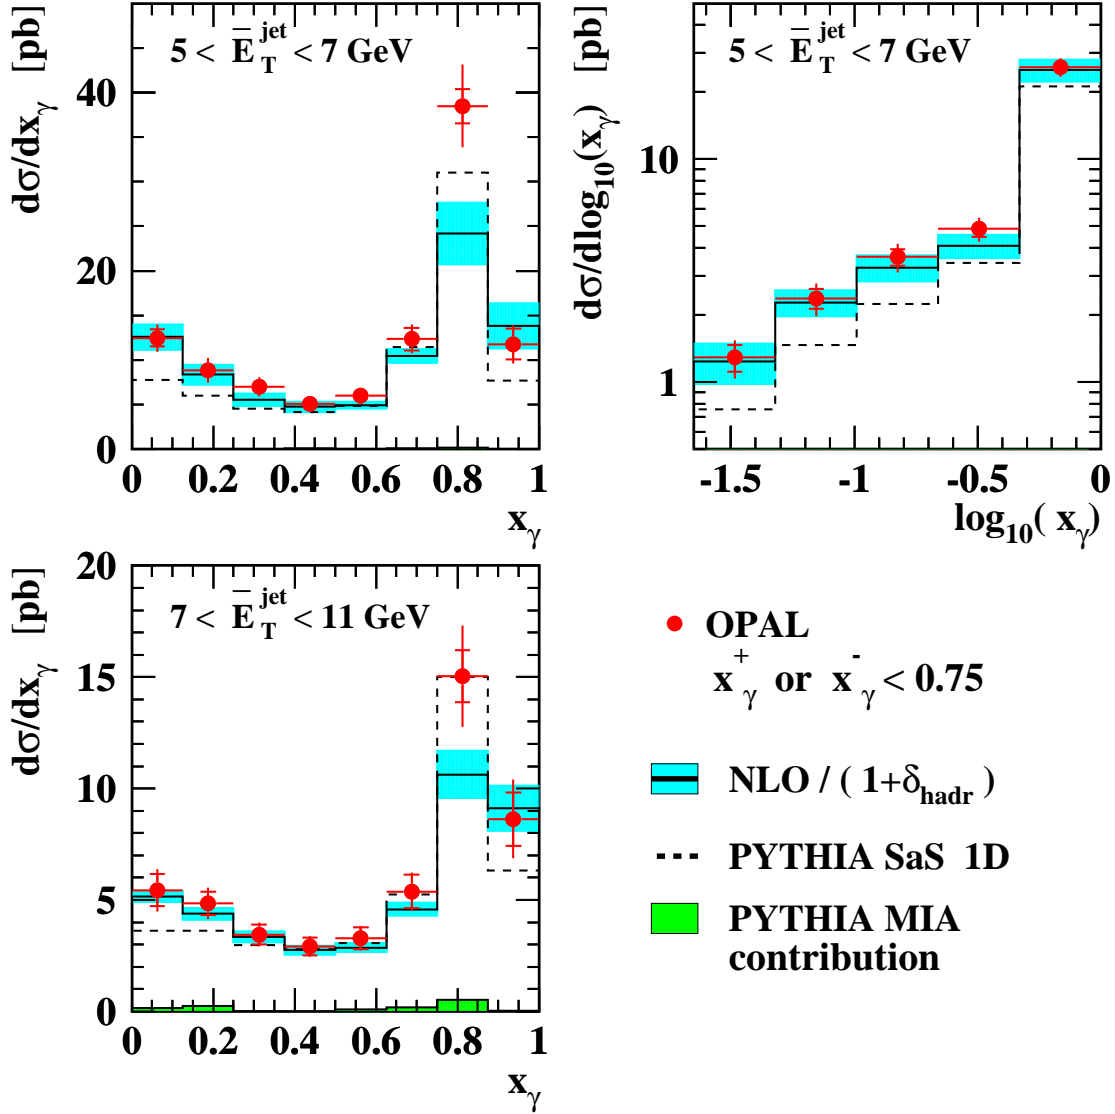 5 < E̅_T^jet < 7 GeV
dσ/dx_γ [pb]
40
20
0
0 0.2 0.4 0.6 0.8 1
x_γ
5 < E̅_T^jet < 7 GeV
dσ/dlog₁₀(x_γ) [pb]
10
1
-1.5 -1 -0.5 0
log₁₀( x_γ)
7 < E̅_T^jet < 11 GeV
dσ/dx_γ [pb]
20
15
10
5
0
0 0.2 0.4 0.6 0.8 1
x_γ
OPAL
x_γ^+ or x_γ^- < 0.75
NLO / ( 1+δ_hadr )
PYTHIA SaS 1D
PYTHIA MIA
contribution